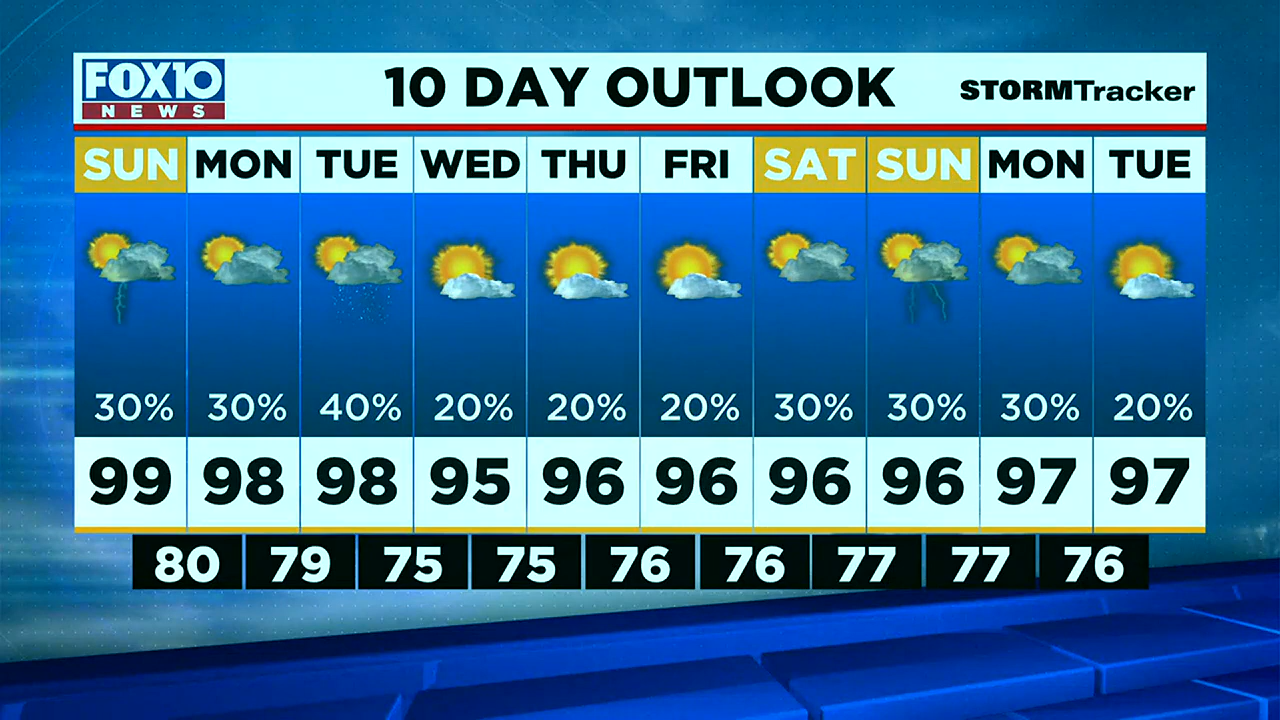 FOX10
NEWS
10 DAY OUTLOOK
STORMTracker
SUN MON TUE WED THU FRI SAT SUN MON TUE
30% 30% 40% 20% 20% 20% 30% 30% 30% 20%
99 98 98 95 96 96 96 96 97 97
80 79 75 75 76 76 77 77 76